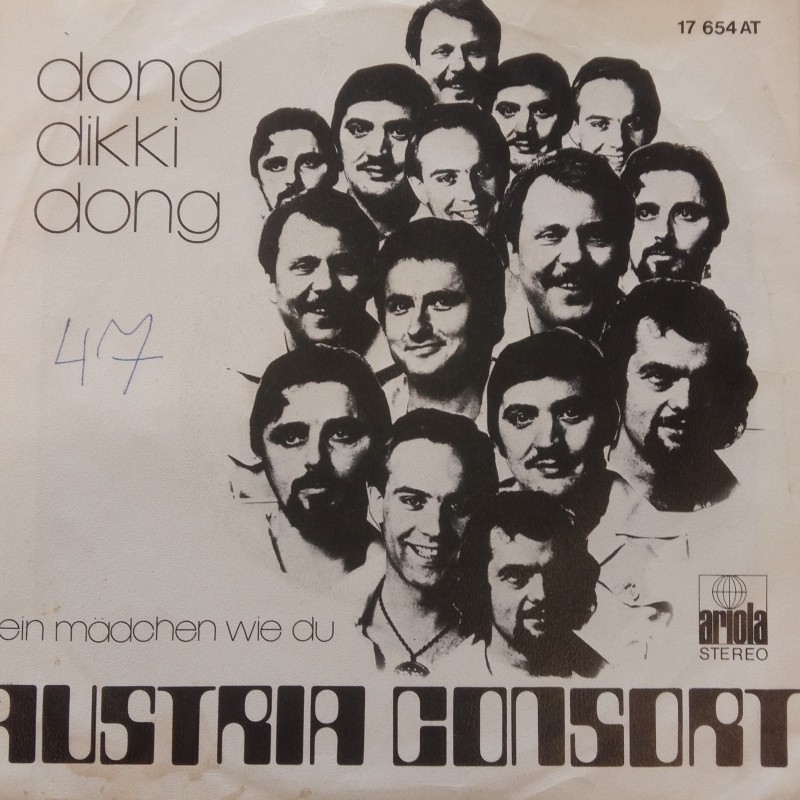 17 654 AT
dong
dikki
dong
47
ein mädchen wie du
ariola
STEREO
AUSTRIA CONSORT